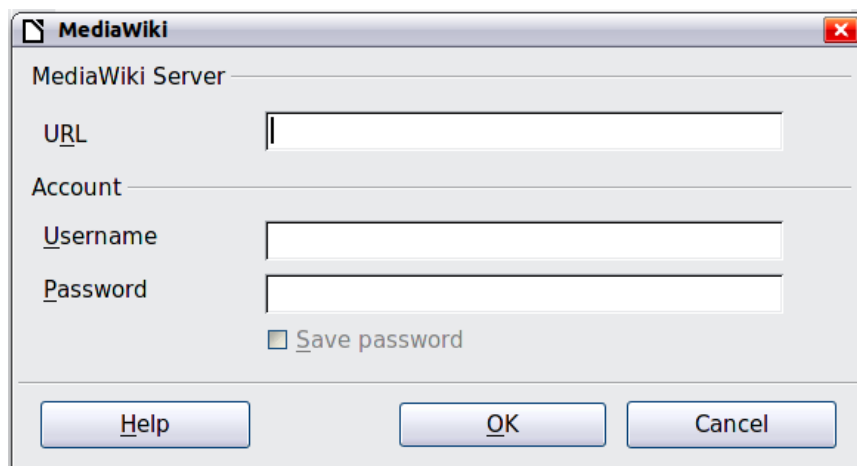 MediaWiki
MediaWiki Server
URL
Account
Username
Password
Save password
Help OK Cancel